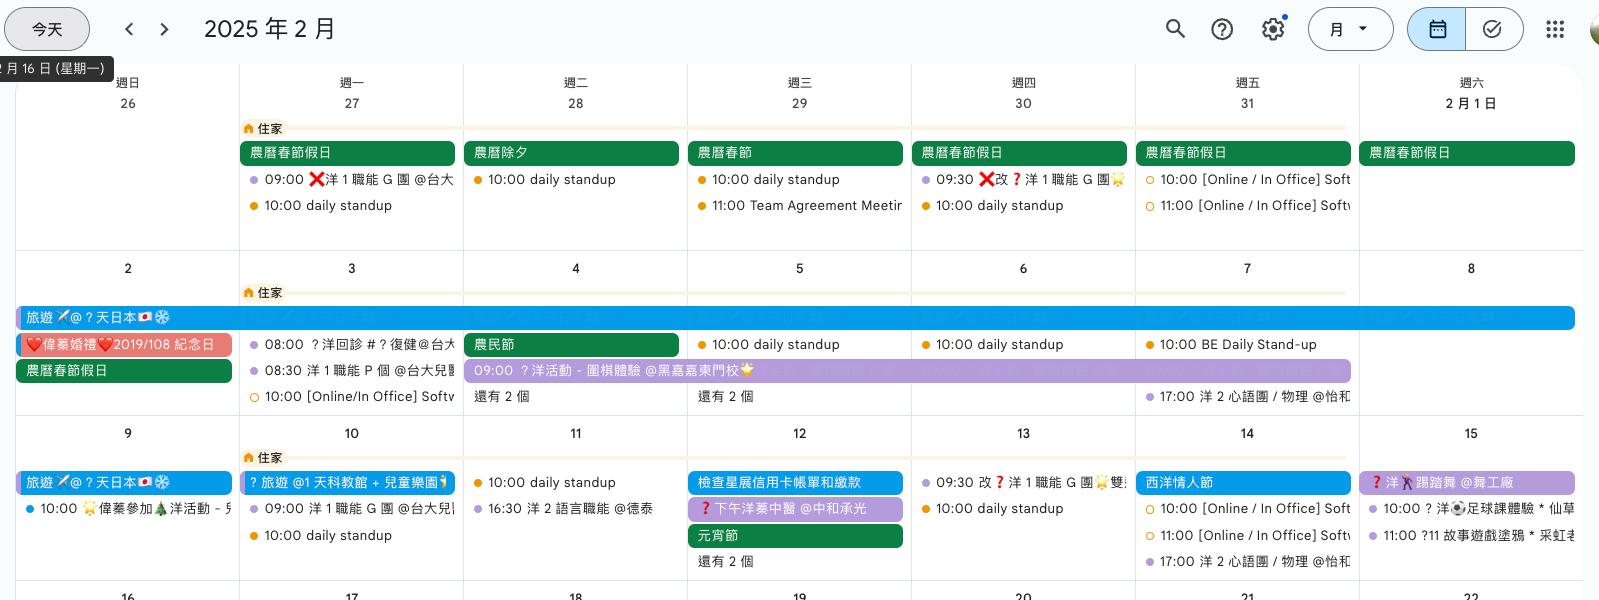 今天
2025 年 2 月
月
2 月 16 日 (星期一)
週日 週一 週二 週三 週四 週五 週六
26 27 28 29 30 31 2 月 1 日
住家
農曆春節假日 農曆除夕 農曆春節 農曆春節假日 農曆春節假日 農曆春節假日
09:00 ❌洋 1 職能 G 團 @台大 10:00 daily standup 10:00 daily standup 09:30 ❌改❓洋 1 職能 G 團🌟 10:00 [Online / In Office] Soft
10:00 daily standup 11:00 Team Agreement Meetin 10:00 daily standup 11:00 [Online / In Office] Softw
2 3 4 5 6 7 8
住家
旅遊✈️@ ? 天日本🇯🇵❄️
❤️偉蓁婚禮❤️2019/108 紀念日 08:00 ? 洋回診 # ? 復健@台大 農民節 10:00 daily standup 10:00 daily standup 10:00 BE Daily Stand-up
農曆春節假日 08:30 洋 1 職能 P 個 @台大兒醫 09:00 ? 洋活動 - 圍棋體驗 @黑嘉嘉東門校🌟
10:00 [Online/In Office] Softw 還有 2 個 還有 2 個 17:00 洋 2 心語團 / 物理 @怡和
9 10 11 12 13 14 15
住家
旅遊✈️@ ? 天日本🇯🇵❄️ ? 旅遊 @1 天科教館 + 兒童樂園 10:00 daily standup 檢查星展信用卡帳單和繳款 09:30 改❓洋 1 職能 G 團🌟雙 西洋情人節 ❓洋🕺踢踏舞 @舞工廠
10:00 🌟偉蓁參加🎄洋活動 - 09:00 洋 1 職能 G 團 @台大兒 16:30 洋 2 語言職能 @德泰 ❓下午洋蓁中醫 @中和承光 10:00 daily standup 10:00 [Online / In Office] Soft 10:00 ? 洋⚽足球課體驗 * 仙草
10:00 daily standup 元宵節 11:00 [Online / In Office] Softw 11:00 ?11 故事遊戲塗鴉 * 采虹
還有 2 個 17:00 洋 2 心語團 / 物理 @怡和
16 17 18 19 20 21 22